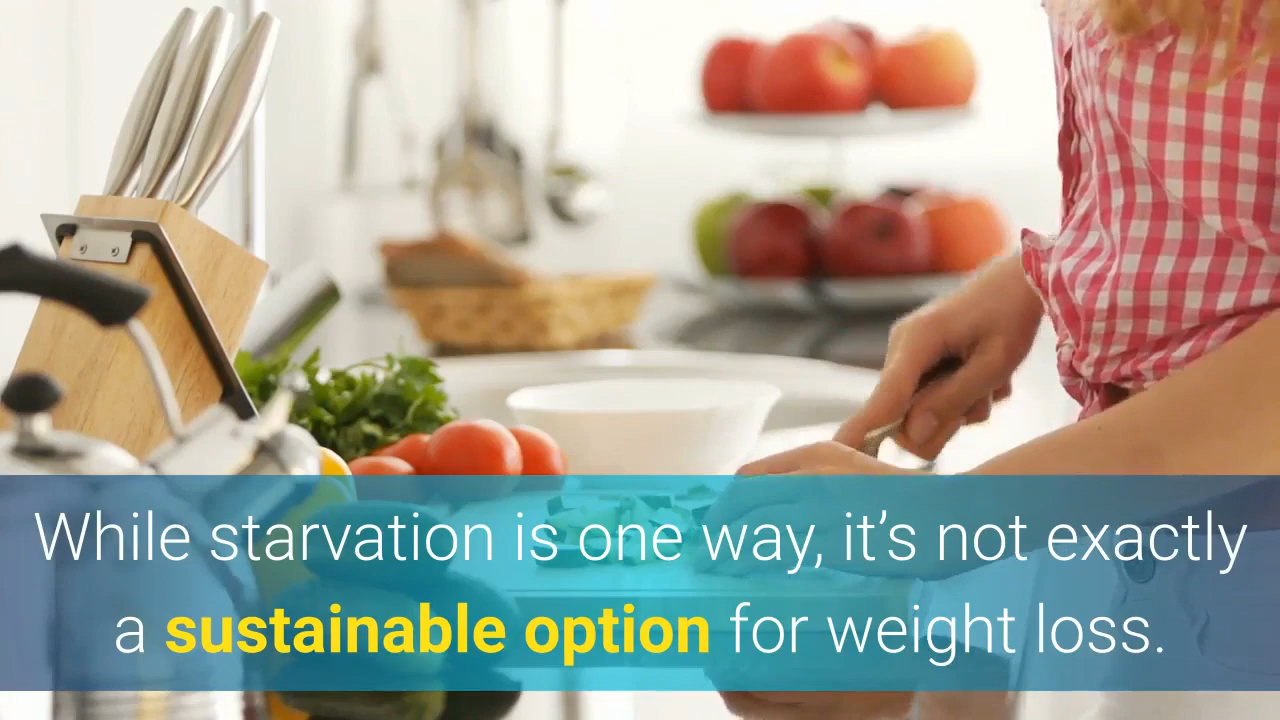 While starvation is one way, it’s not exactly
a sustainable option for weight loss.